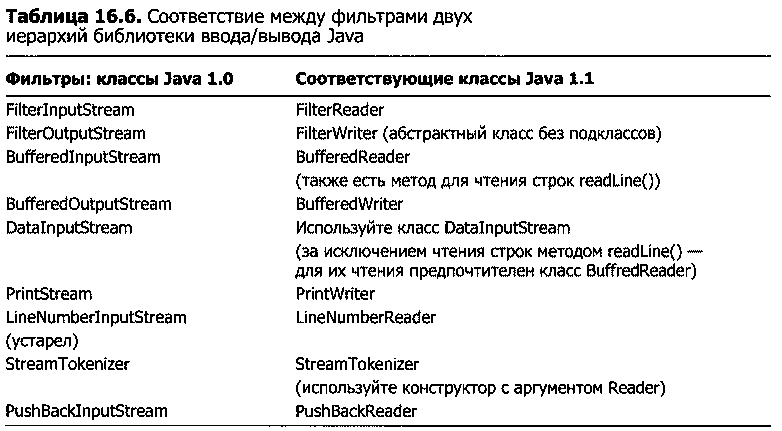 Таблица 16.6. Соответствие между фильтрами двух
иерархий библиотеки ввода/вывода Java
Фильтры: классы Java 1.0 Соответствующие классы Java 1.1
FilterInputStream FilterReader
FilterOutputStream FilterWriter (абстрактный класс без подклассов)
BufferedInputStream BufferedReader
(также есть метод для чтения строк readLine())
BufferedOutputStream BufferedWriter
DataInputStream Используйте класс DataInputStream
(за исключением чтения строк методом readLine() —
для их чтения предпочтителен класс BuffredReader)
PrintStream PrintWriter
LineNumberInputStream LineNumberReader
(устарел)
StreamTokenizer StreamTokenizer
(используйте конструктор с аргументом Reader)
PushBackInputStream PushBackReader